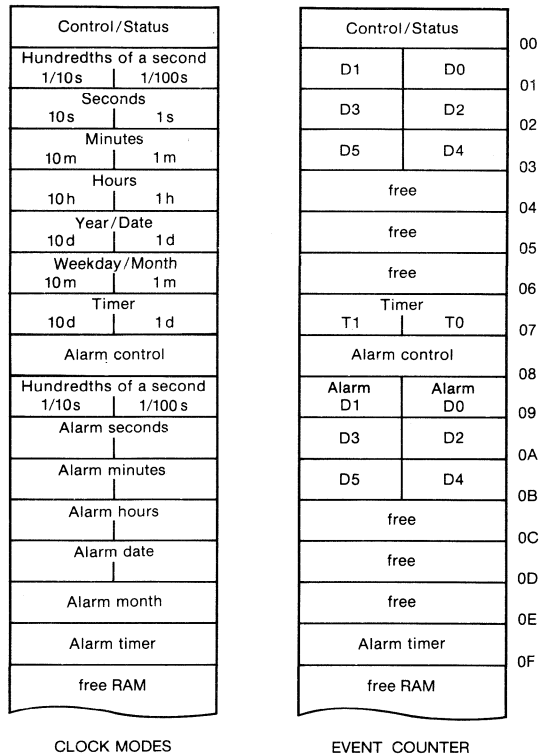 Control/Status
Hundredths of a second
1/10s 1/100s
Seconds
10s 1s
Minutes
10m 1m
Hours
10h 1h
Year/Date
10d 1d
Weekday/Month
10m 1m
Timer
10d 1d
Alarm control
Hundredths of a second
1/10s 1/100s
Alarm seconds
Alarm minutes
Alarm hours
Alarm date
Alarm month
Alarm timer
free RAM
CLOCK MODES
Control/Status
00
D1 D0
01
D3 D2
02
D5 D4
03
free
04
free
05
free
06
Timer
T1 T0
07
Alarm control
08
Alarm Alarm
D1 D0
09
D3 D2
0A
D5 D4
0B
free
0C
free
0D
free
0E
Alarm timer
0F
free RAM
EVENT COUNTER